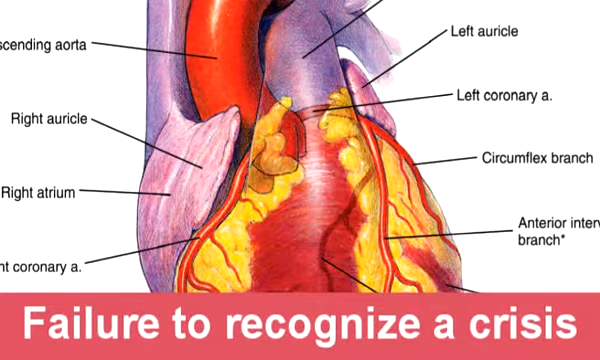 scending aorta
Left auricle
Left coronary a.
Right auricle
Circumflex branch
Right atrium
Anterior interv
branch*
ht coronary a.
Failure to recognize a crisis